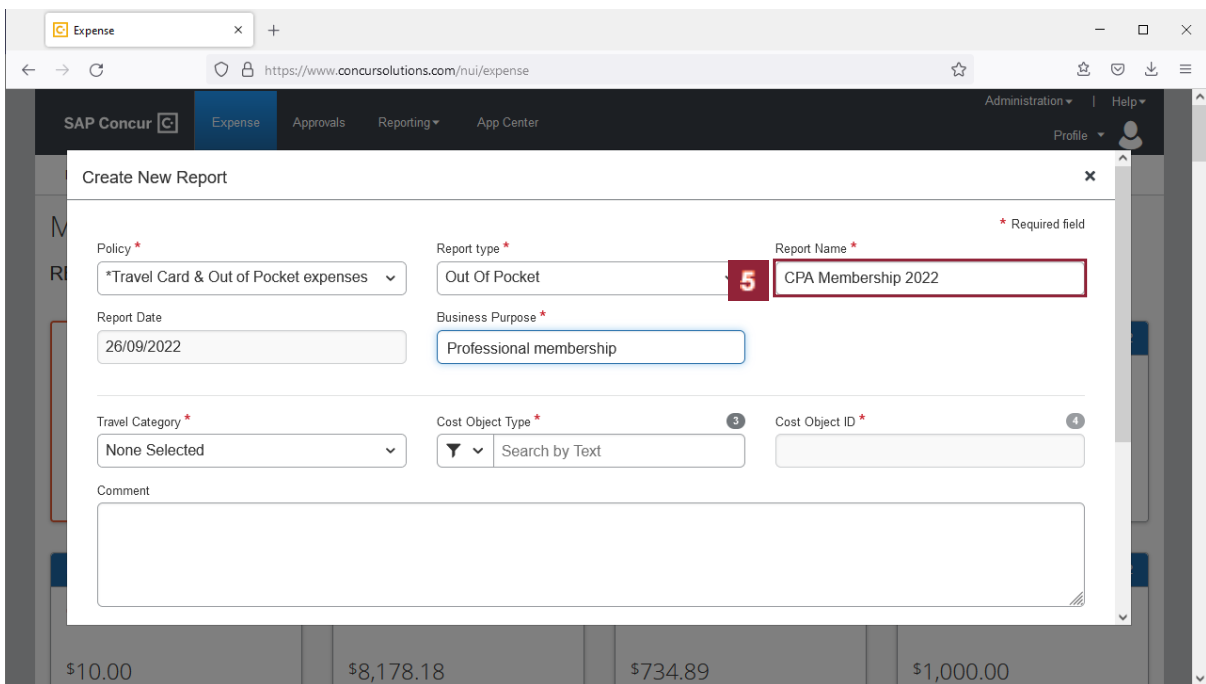 Expense
https://www.concursolutions.com/nui/expense
Administration | Help
SAP Concur C Expense Approvals Reporting App Center
Profile
Create New Report
* Required field
Policy * Report type * Report Name *
*Travel Card & Out of Pocket expenses Out Of Pocket 5 CPA Membership 2022
Report Date Business Purpose *
26/09/2022 Professional membership
Travel Category * Cost Object Type * 3 Cost Object ID * 4
None Selected Search by Text
Comment
$10.00 $8,178.18 $734.89 $1,000.00